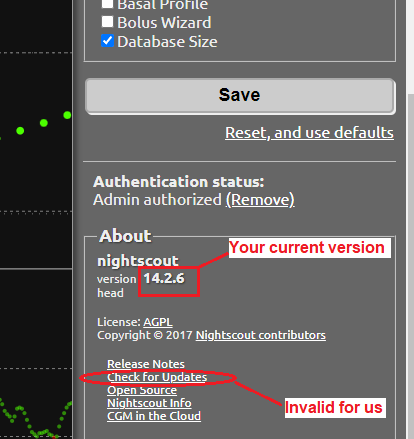 Basal Profile
Bolus Wizard
Database Size
Save
Reset, and use defaults
Authentication status:
Admin authorized (Remove)
About
Your current version
nightscout
version 14.2.6
head
License: AGPL
Copyright © 2017 Nightscout contributors
Release Notes
Check for Updates
Open Source
Invalid for us
Nightscout Info
CGM in the Cloud